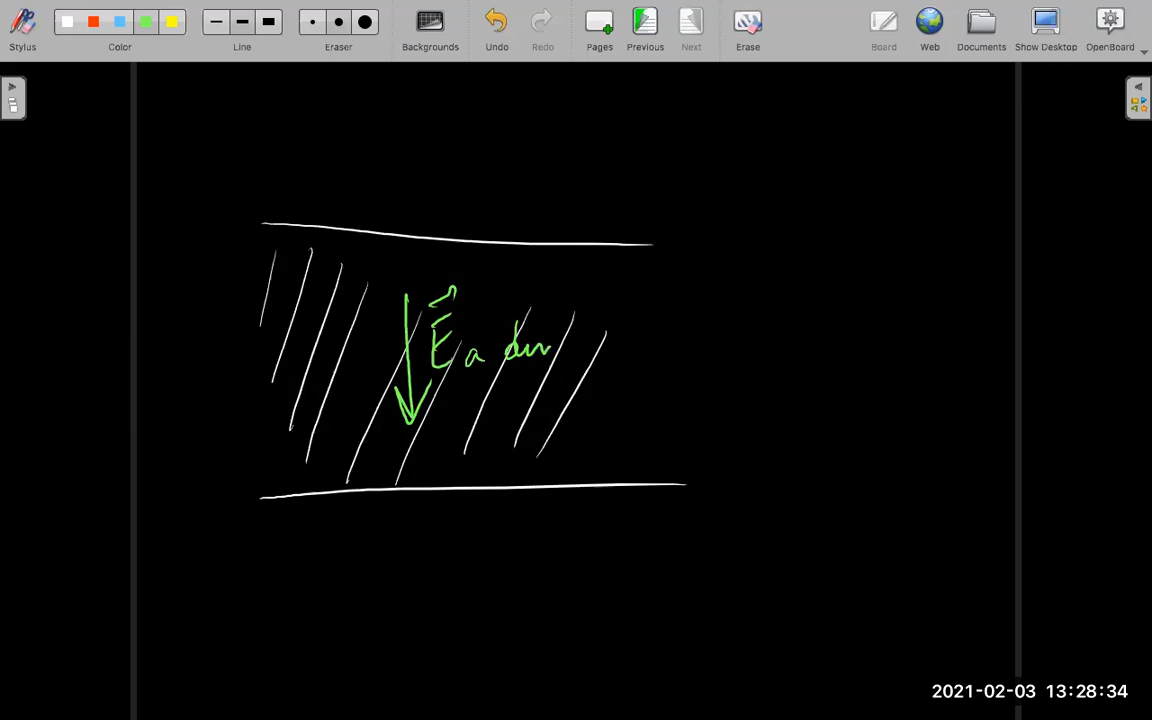 Stylus
Color
Line
Eraser
Backgrounds
Undo
Redo
Pages
Previous
Next
Erase
Board
Web
Documents
Show Desktop
OpenBoard
E a
2021-02-03 13:28:34